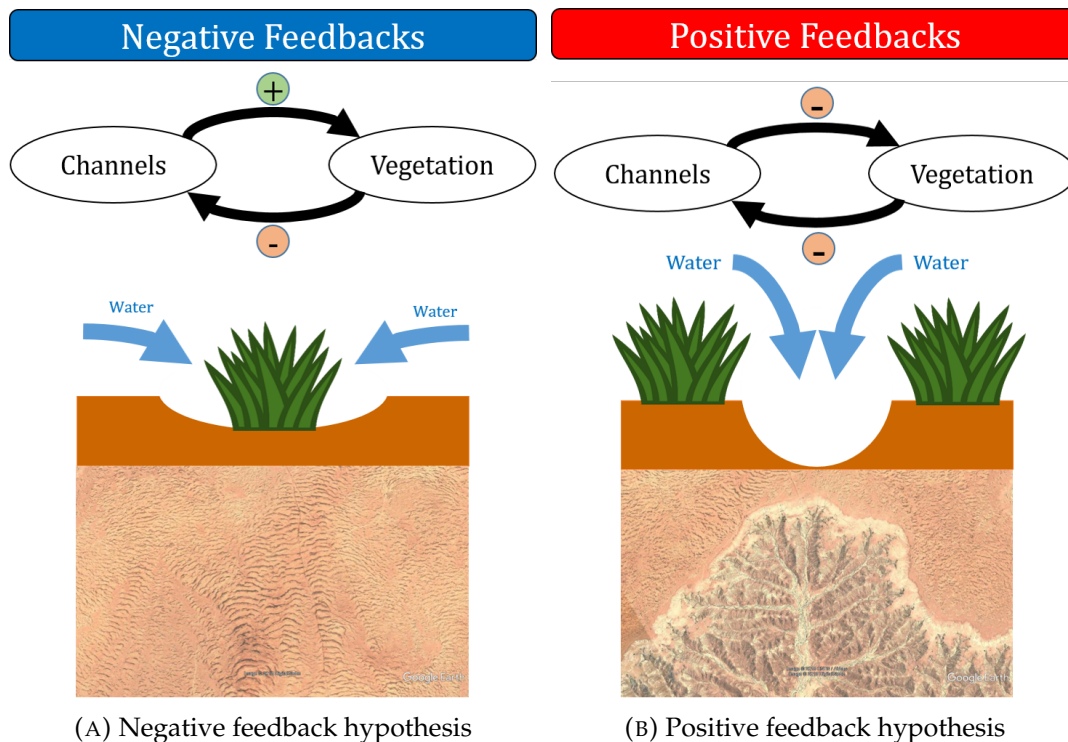 Negative Feedbacks
+
Channels
Vegetation
-
Water
Water
Google Earth
(A) Negative feedback hypothesis
Positive Feedbacks
-
Channels
Vegetation
-
Water
Water
Google Earth
(B) Positive feedback hypothesis